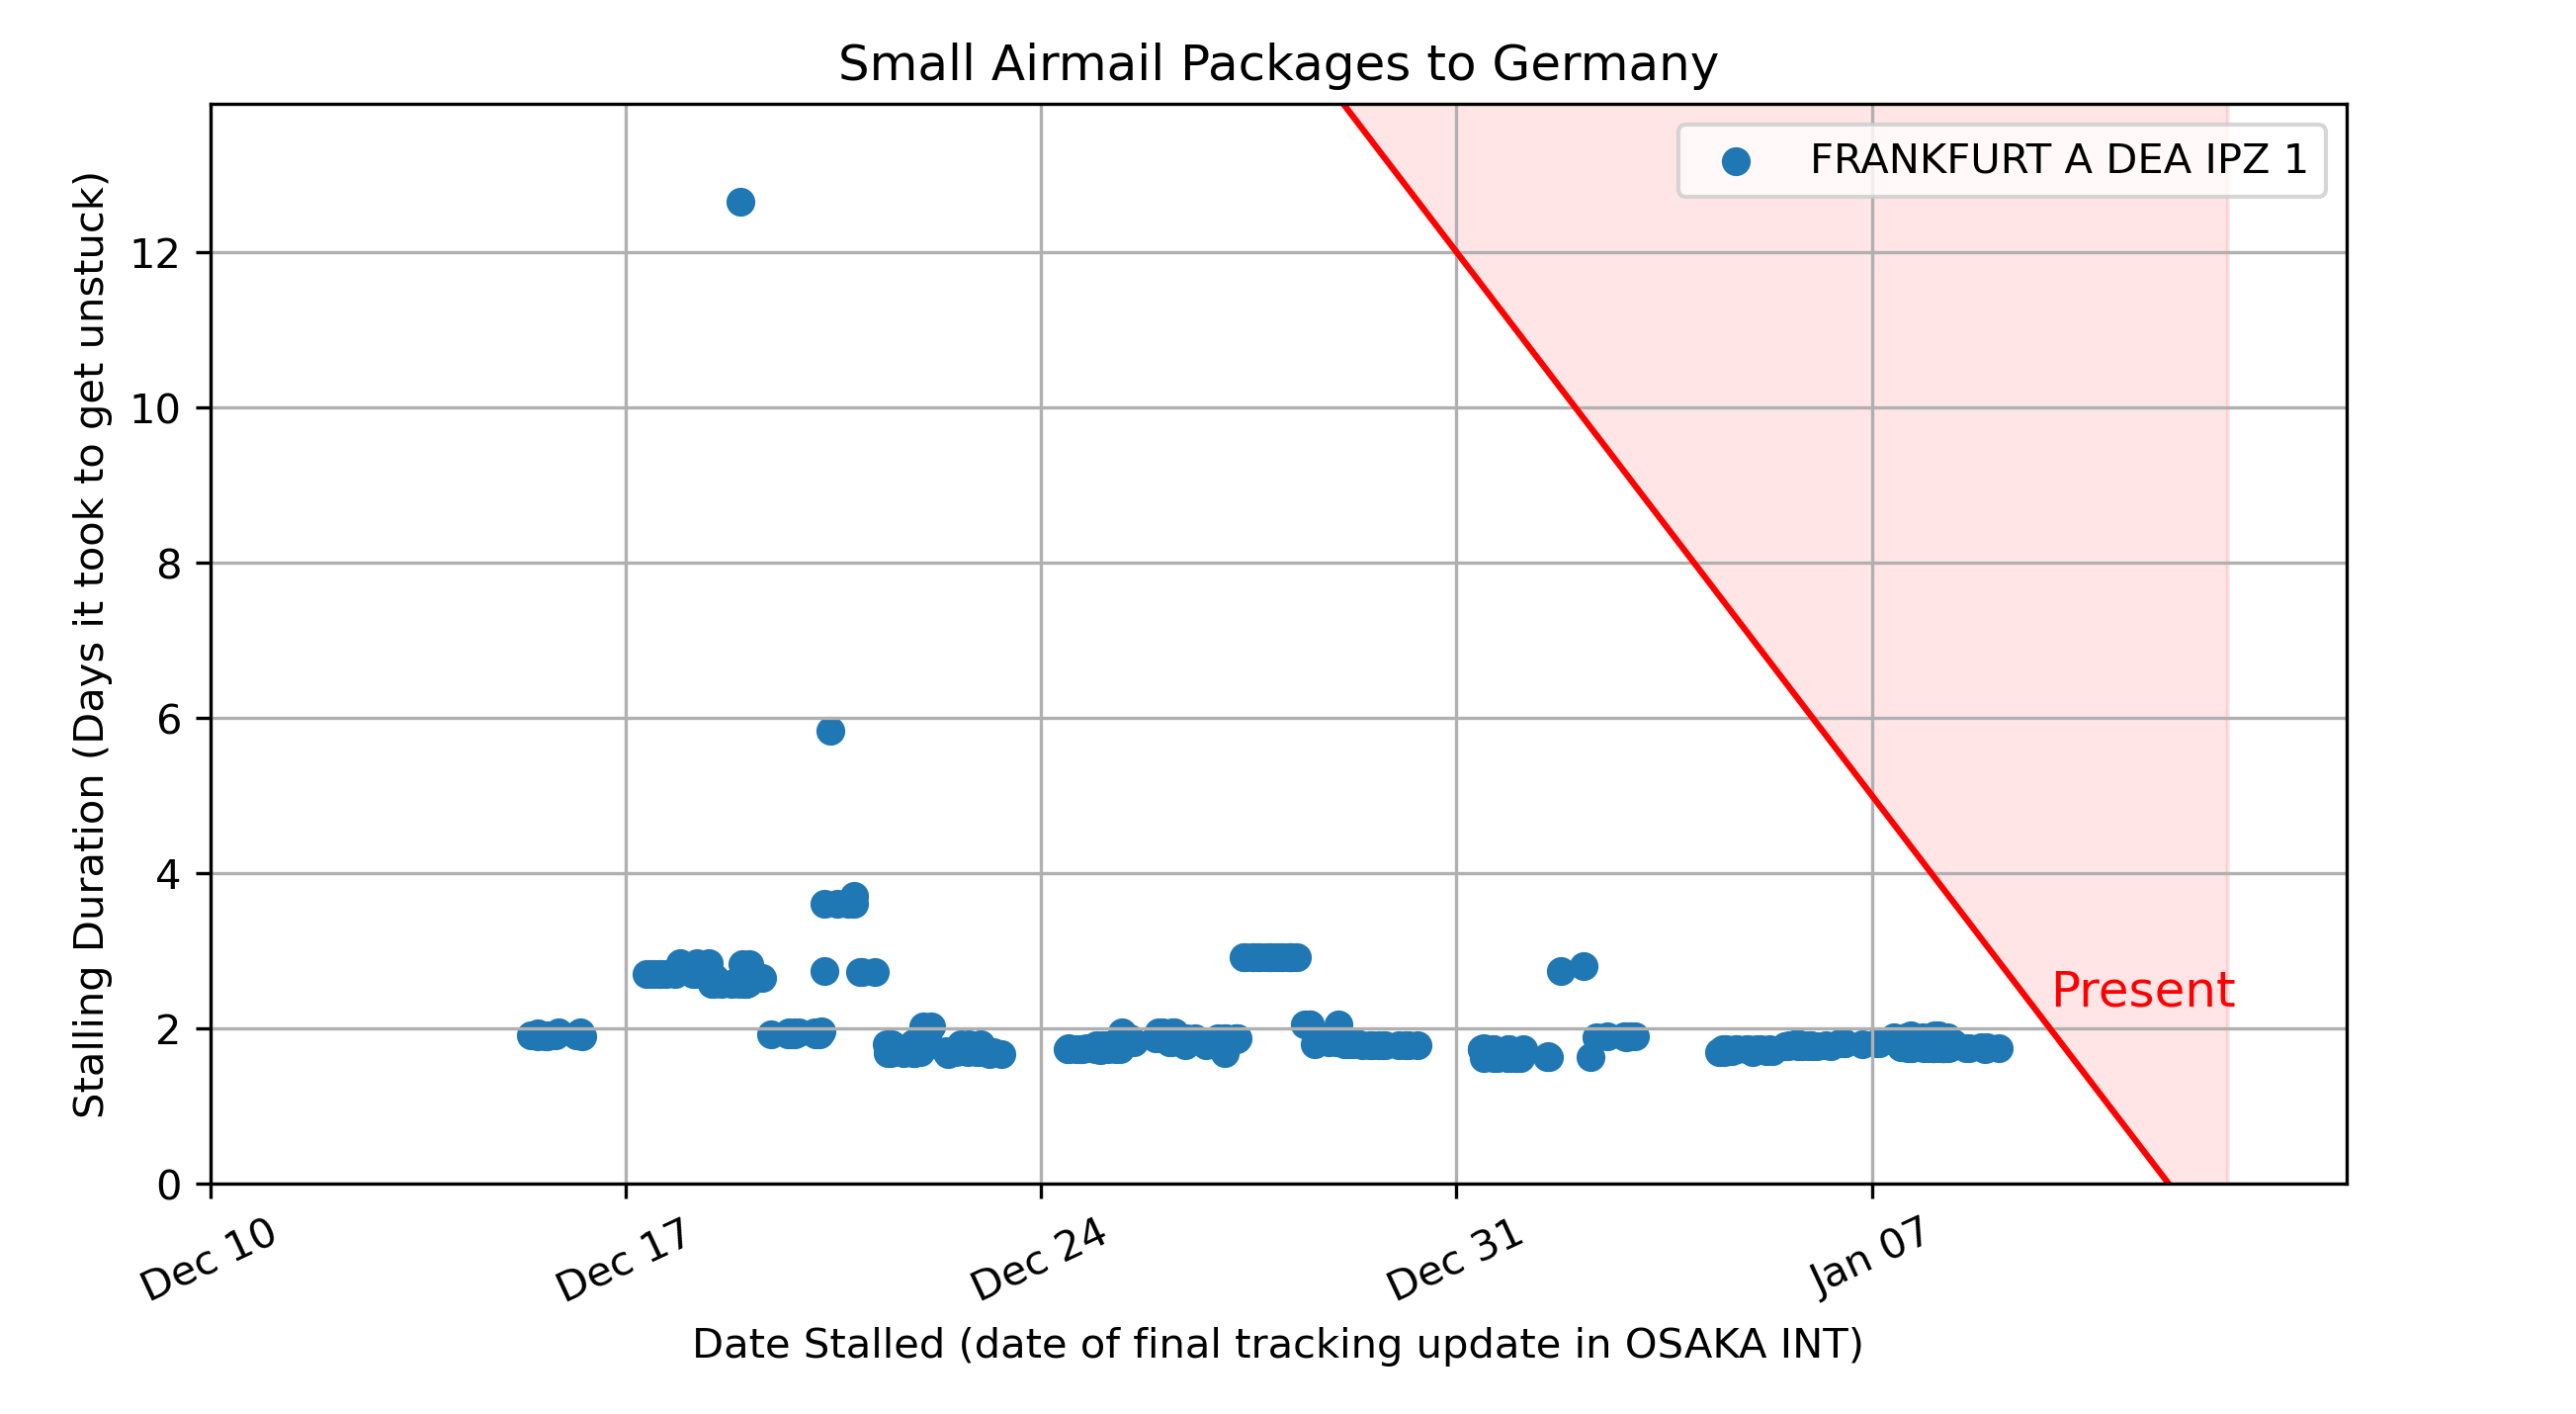 Small Airmail Packages to Germany
FRANKFURT A DEA IPZ 1
Stalling Duration (Days it took to get unstuck)
12
10
8
6
4
2
0
Present
Dec 10
Dec 17
Dec 24
Dec 31
Jan 07
Date Stalled (date of final tracking update in OSAKA INT)